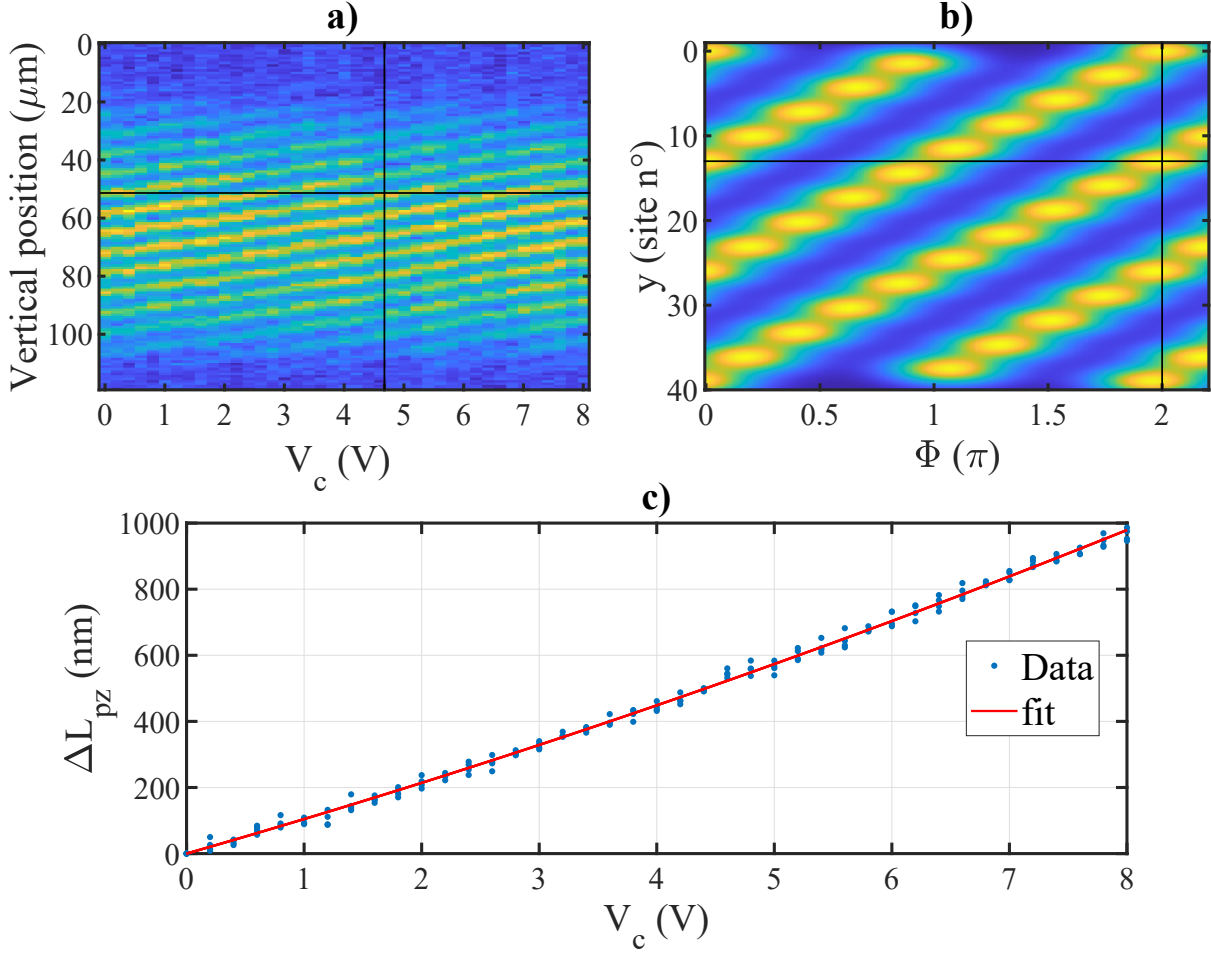 a)
Vertical position (μm)
0
20
40
60
80
100
0 1 2 3 4 5 6 7 8
V_c (V)
b)
y (site n°)
0
10
20
30
40
0 0.5 1 1.5 2
Φ (π)
c)
ΔL_pz (nm)
1000
800
600
400
200
0
0 1 2 3 4 5 6 7 8
V_c (V)
Data
fit